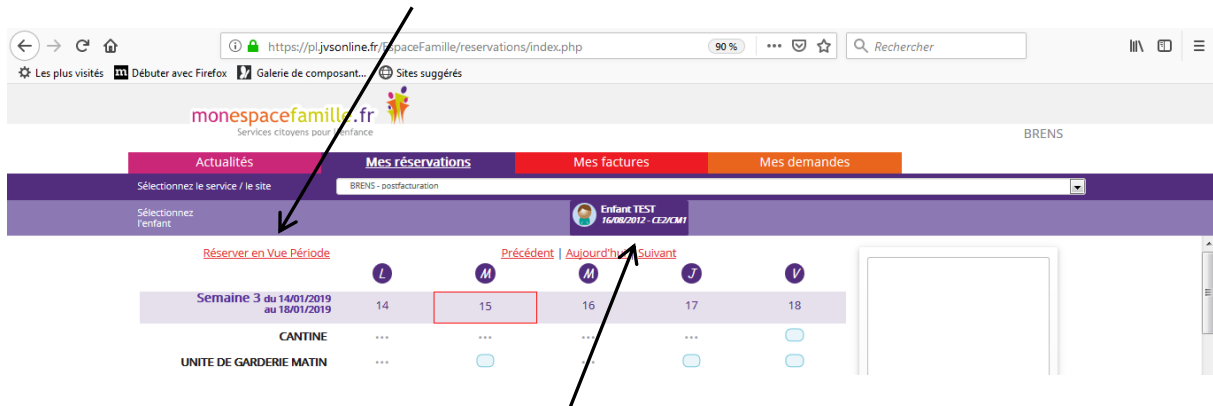 https://pl.jvsonline.fr/EspaceFamille/reservations/index.php 90 % Rechercher
Les plus visités Débuter avec Firefox Galerie de composant... Sites suggérés
monespacefamille.fr
Services citoyens pour l'enfance
BRENS
Actualités Mes réservations Mes factures Mes demandes
Sélectionnez le service / le site BRENS - postfacturation
Sélectionnez
l'enfant
Enfant TEST
16/08/2012 - CE2/CM1
Réserver en Vue Période Précédent | Aujourd'hui | Suivant
L M M J V
Semaine 3 du 14/01/2019
au 18/01/2019
14 15 16 17 18
CANTINE ... ... ... ...
UNITE DE GARDERIE MATIN ... ...